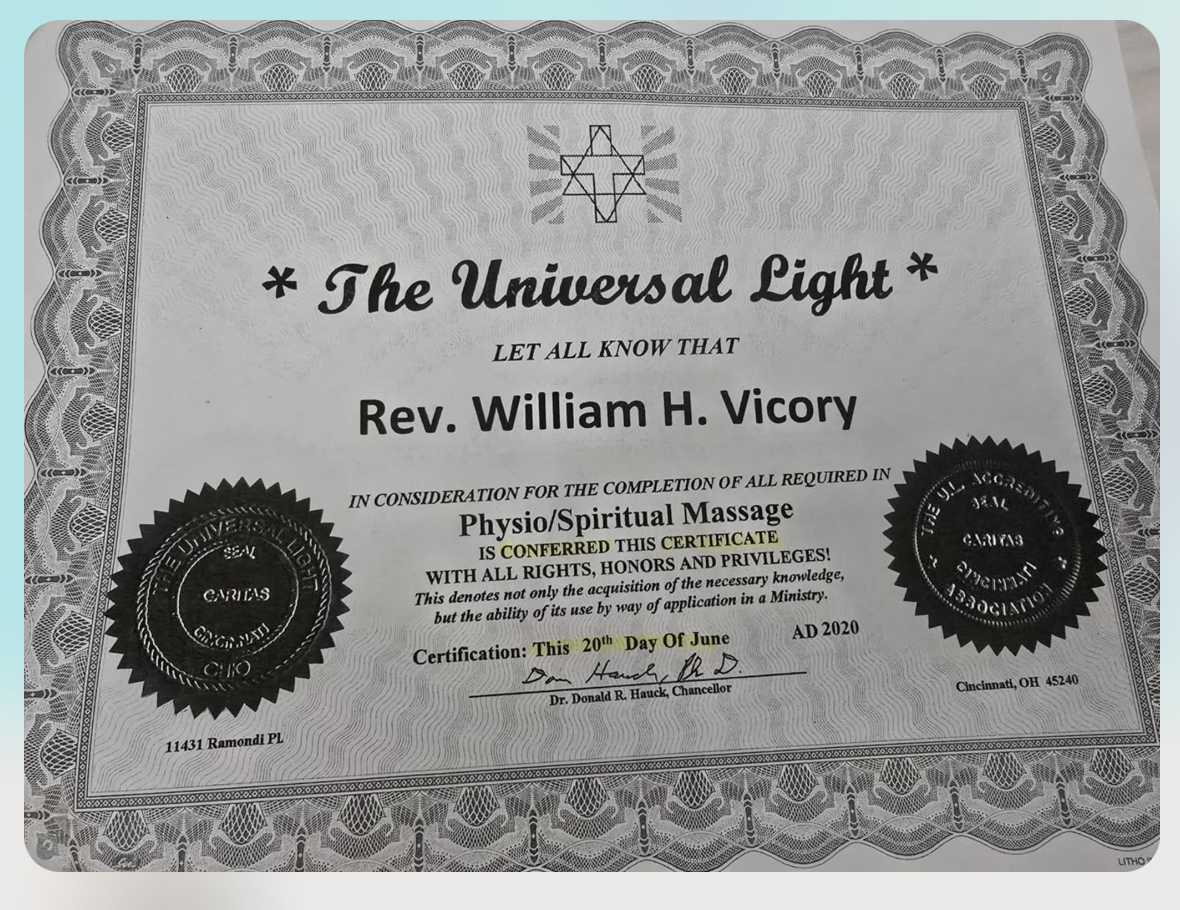 * The Universal Light *
LET ALL KNOW THAT
Rev. William H. Vicory
IN CONSIDERATION FOR THE COMPLETION OF ALL REQUIRED IN
Physio/Spiritual Massage
IS CONFERRED THIS CERTIFICATE
WITH ALL RIGHTS, HONORS AND PRIVILEGES!
This denotes not only the acquisition of the necessary knowledge,
but the ability of its use by way of application in a Ministry.
Certification: This 20th Day Of June AD 2020
Don Hauck, Ph D.
Dr. Donald R. Hauck, Chancellor
THE UNIVERSAL LIGHT
SEAL
CARITAS
CINCINNATI
OHIO
11431 Ramondi PL
THE U.L. ACCREDITING
SEAL
CARITAS
CINCINNATI
ASSOCIATION
Cincinnati, OH 45240
LITHO